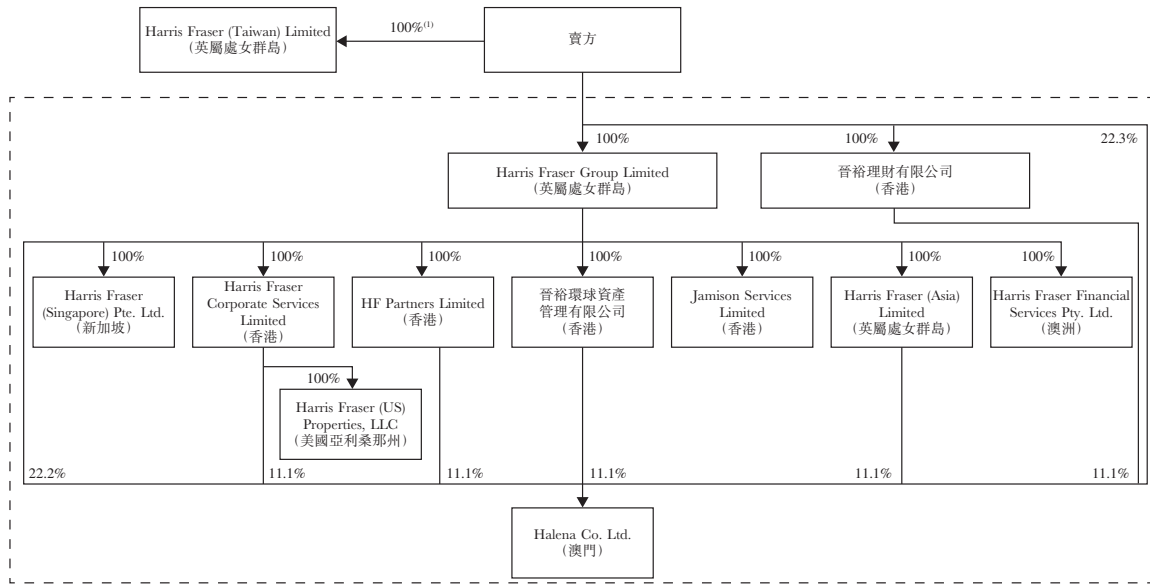 Harris Fraser (Taiwan) Limited
（英屬處女群島）
100%(1)
賣方
100%
100%
22.3%
Harris Fraser Group Limited
（英屬處女群島）
晉裕理財有限公司
（香港）
100%
100%
100%
100%
100%
100%
100%
Harris Fraser
(Singapore) Pte. Ltd.
（新加坡）
Harris Fraser
Corporate Services
Limited
（香港）
HF Partners Limited
（香港）
晉裕環球資產
管理有限公司
（香港）
Jamison Services
Limited
（香港）
Harris Fraser (Asia)
Limited
（英屬處女群島）
Harris Fraser Financial
Services Pty. Ltd.
（澳洲）
100%
Harris Fraser (US)
Properties, LLC
（美國亞利桑那州）
22.2%
11.1%
11.1%
11.1%
11.1%
11.1%
Halena Co. Ltd.
（澳門）